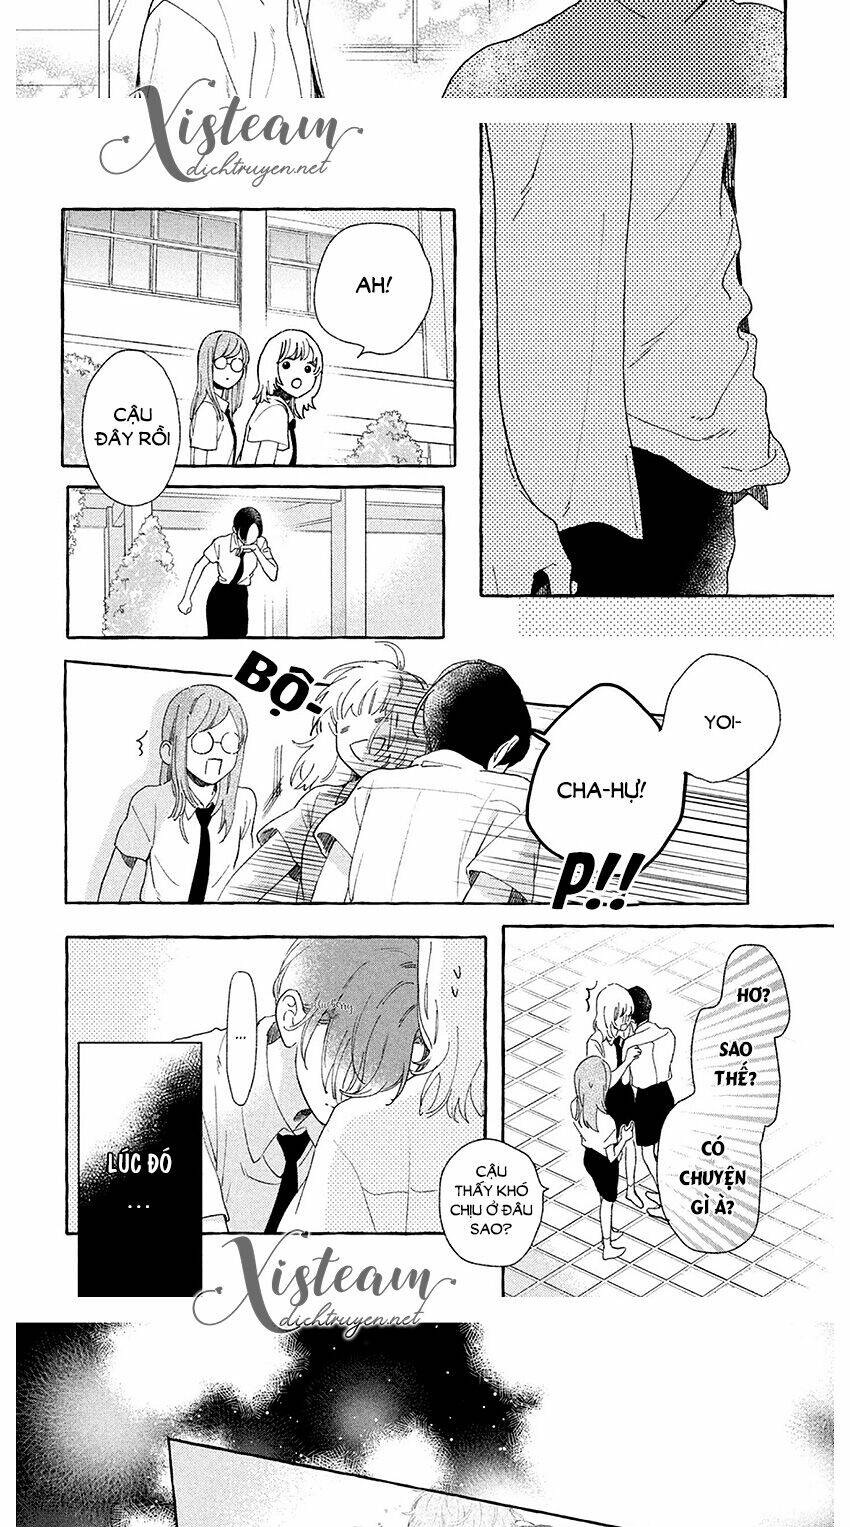 Xisteam
dichtruyen.net
AH!
CẬU
ĐÂY RỒI
YOI-
BỘ-
CHA-HỰ!
P!!
HƠ?
SAO
THẾ?
CÓ
CHUYỆN
GÌ À?
...
LÚC ĐÓ
...
CẬU
THẤY KHÓ
CHỊU Ở ĐÂU
SAO?
Xisteam
dichtruyen.net